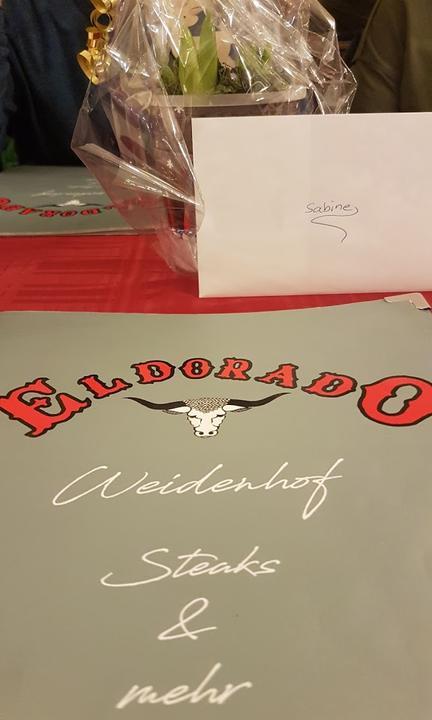 Sabine
ELDORADO
Weidenhof
Steaks
&
mehr